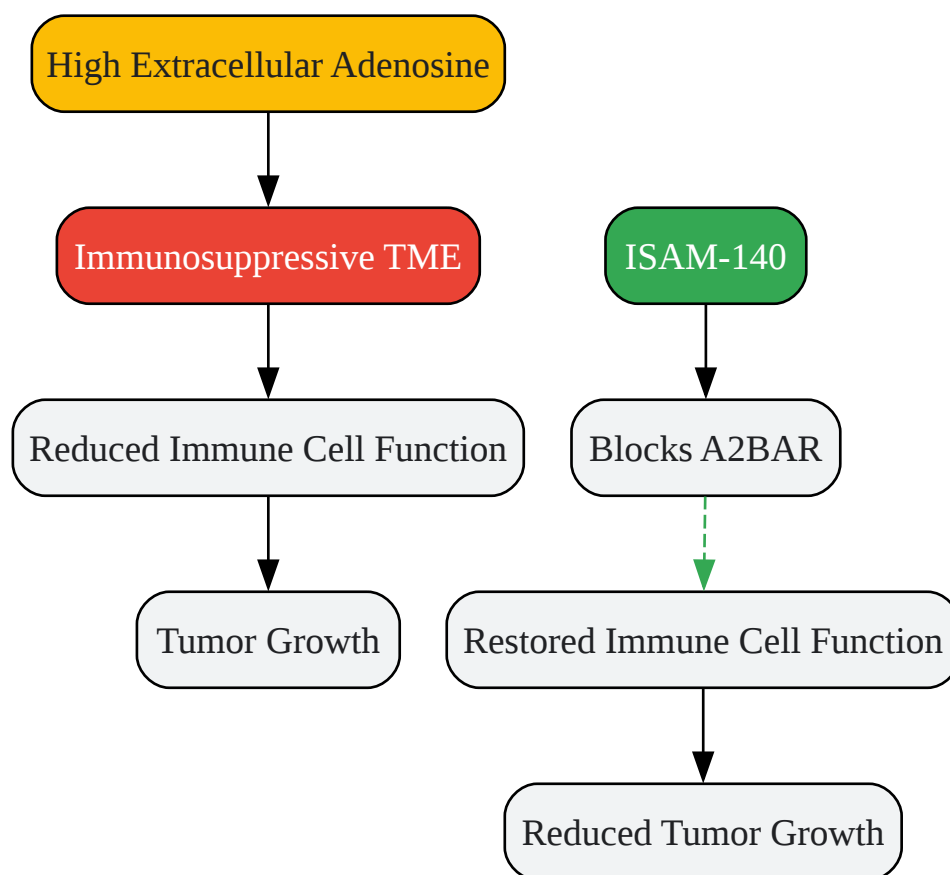 High Extracellular Adenosine
Immunosuppressive TME
ISAM-140
Reduced Immune Cell Function
Blocks A2BAR
Tumor Growth
Restored Immune Cell Function
Reduced Tumor Growth